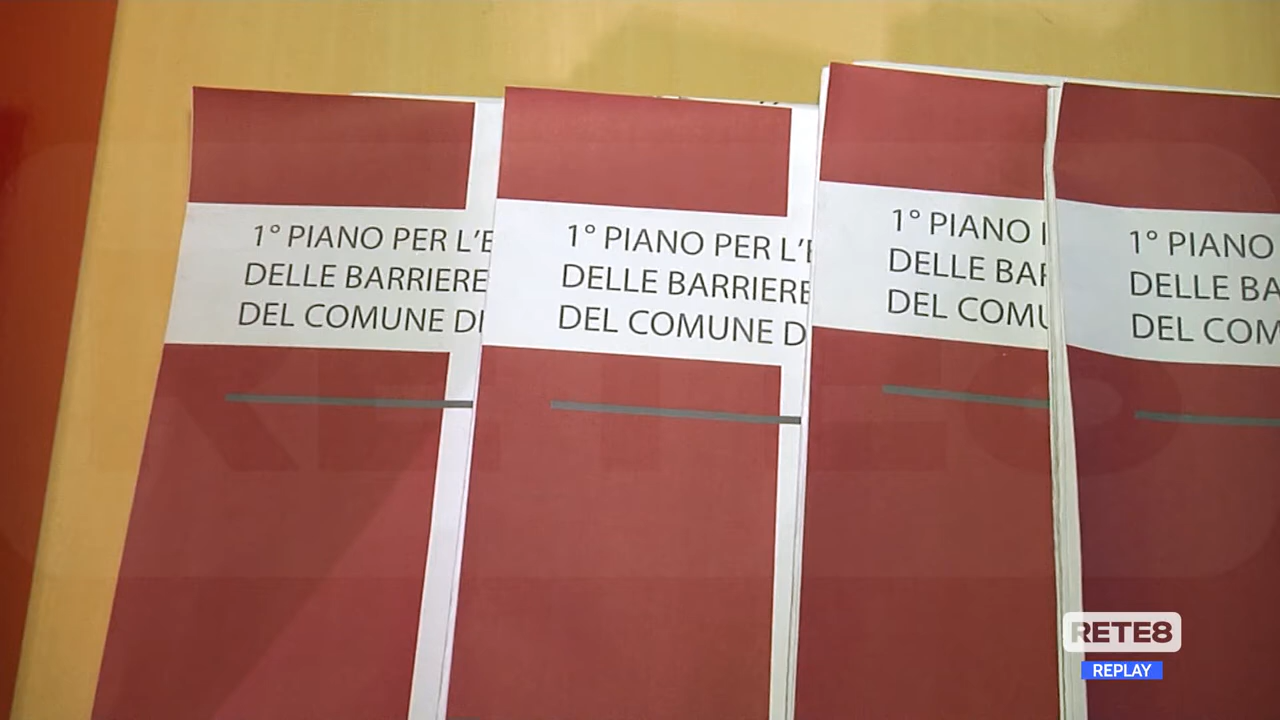 1° PIANO PER L'E
DELLE BARRIERE
DEL COMUNE DI
1° PIANO PER L'E
DELLE BARRIERE
DEL COMUNE D
1° PIANO
DELLE BAR
DEL COMU
1° PIANO
DELLE BA
DEL COM
RETE8
REPLAY